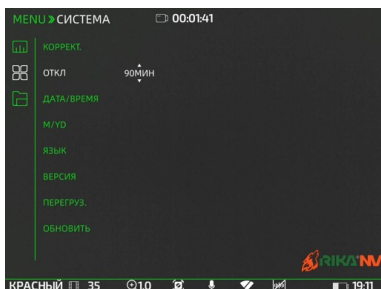 MENU » СИСТЕМА 00:01:41
КОРРЕКТ.
ОТКЛ 90МИН
ДАТА/ВРЕМЯ
M/YD
ЯЗЫК
ВЕРСИЯ
ПЕРЕГРУЗ.
ОБНОВИТЬ
RIKANV
КРАСНЫЙ 35 1.0 19:11